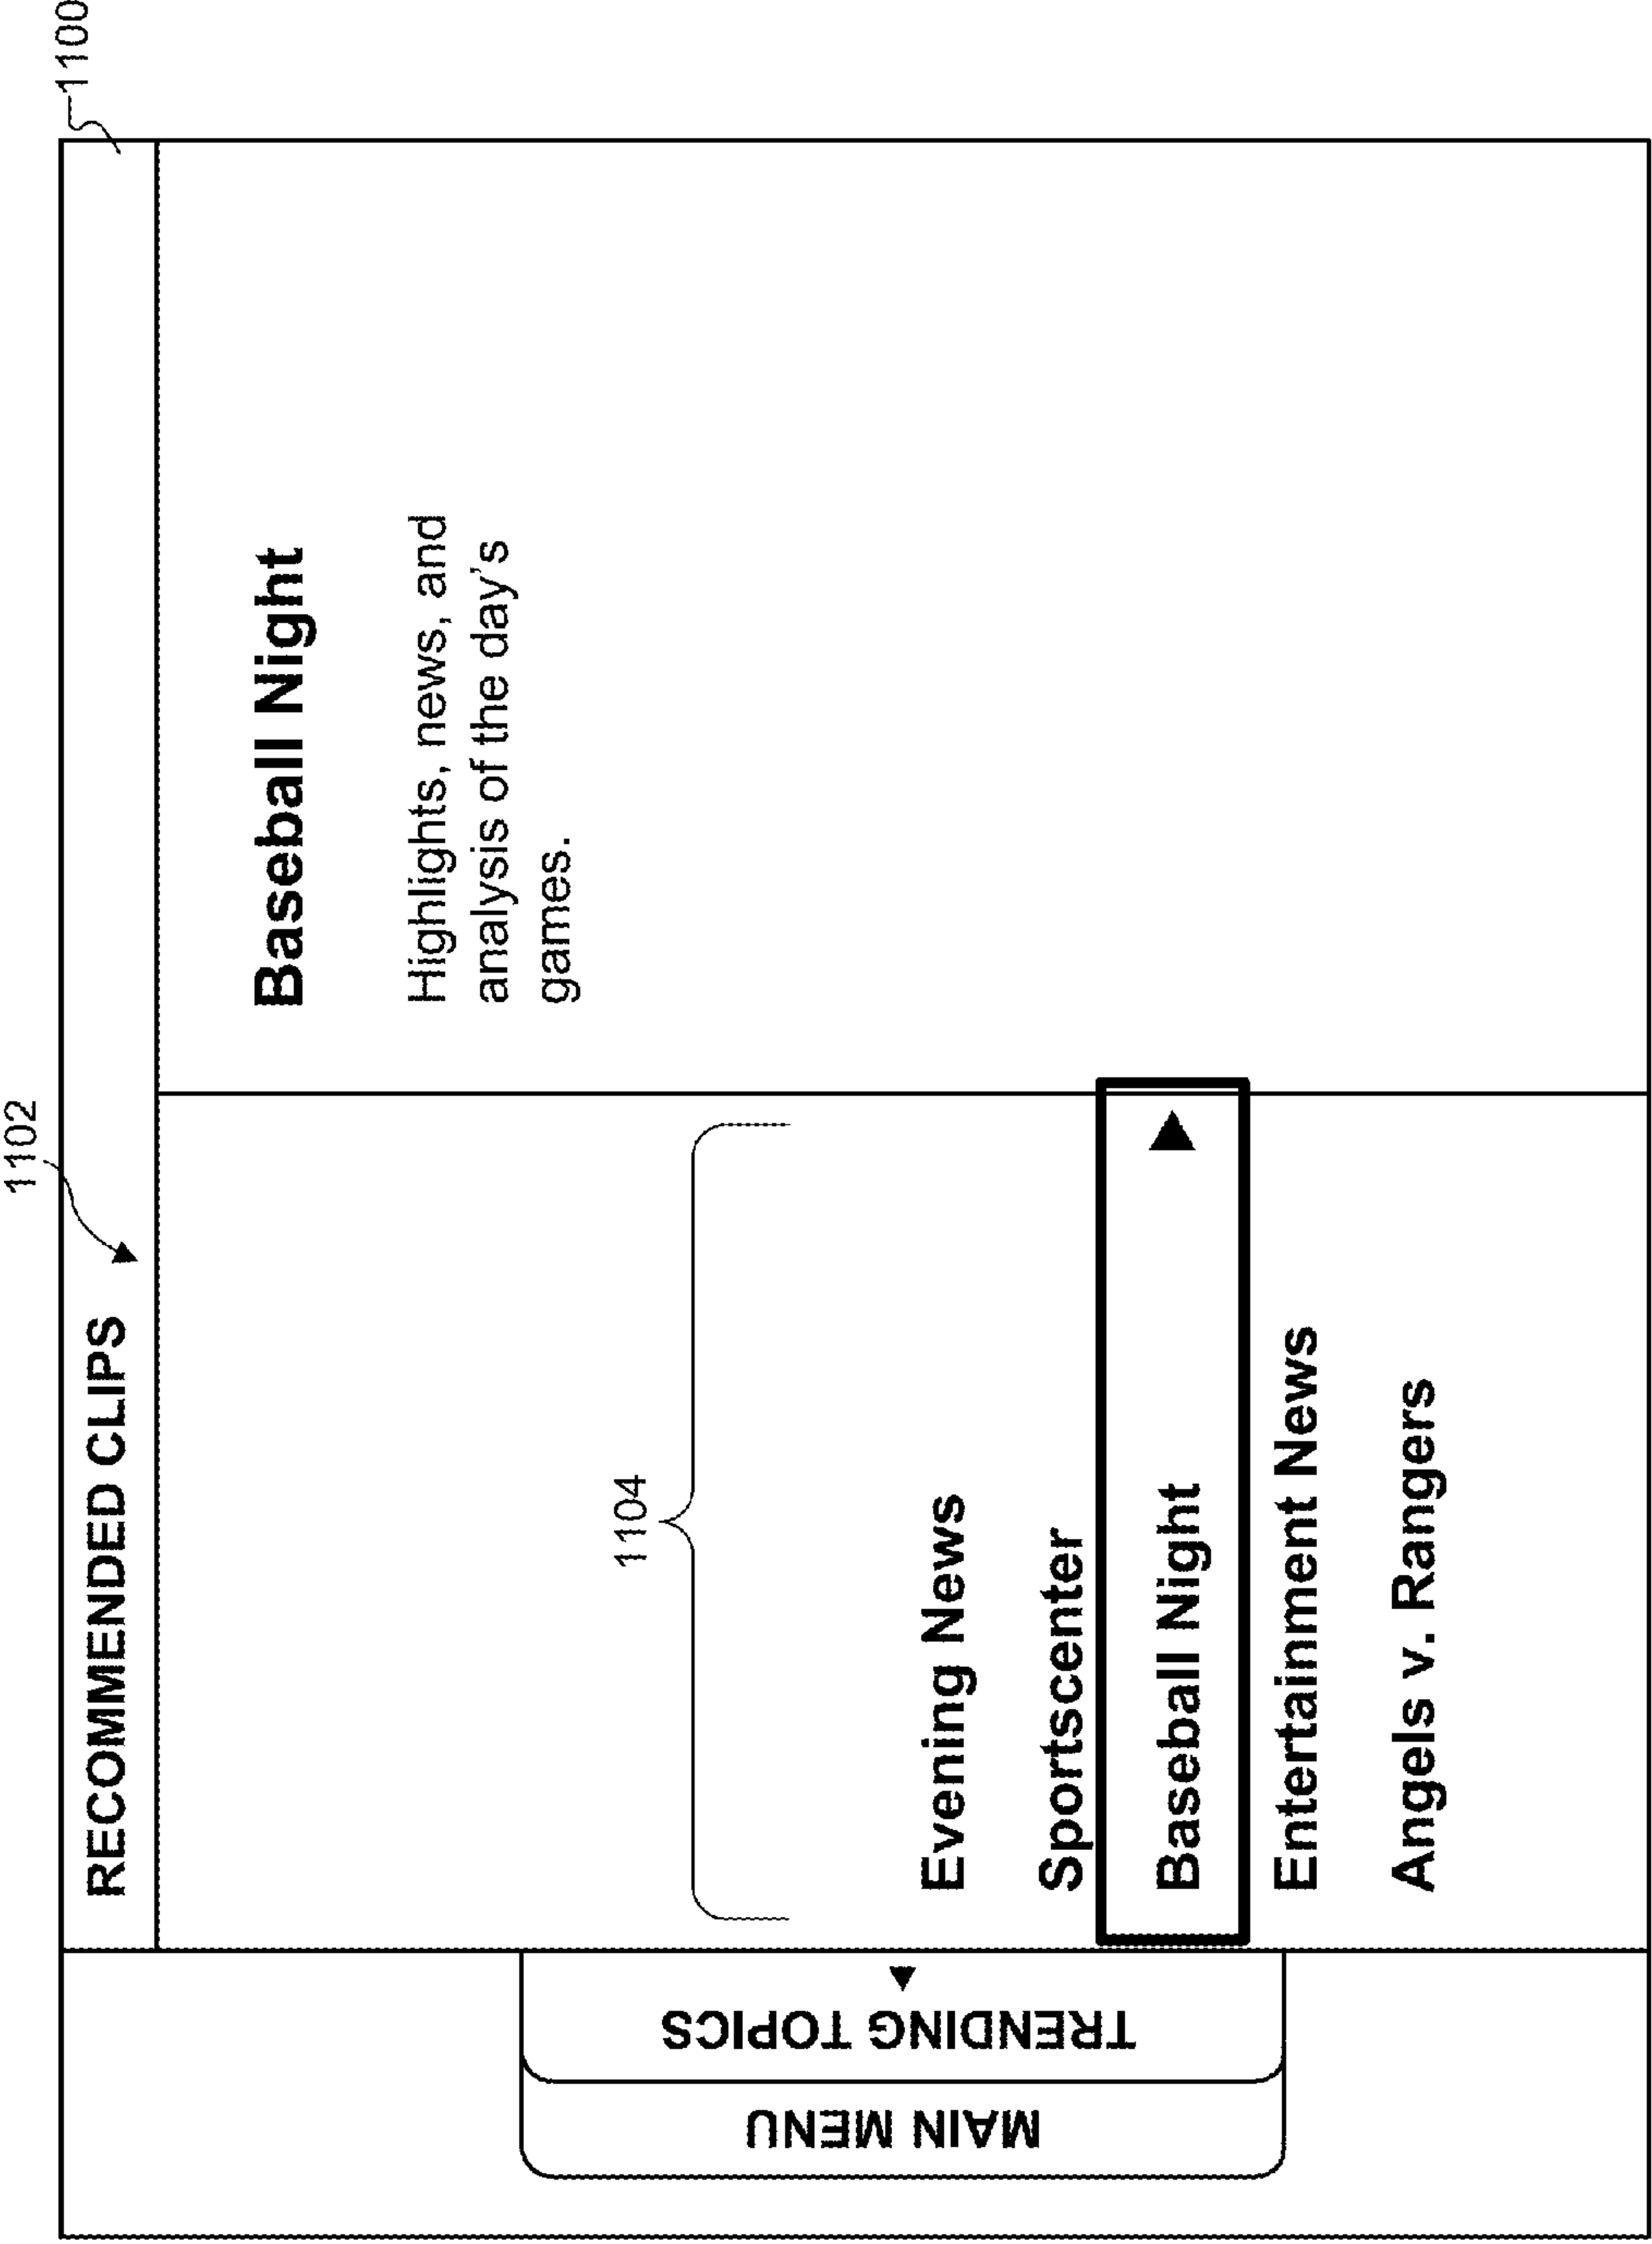 1100
1102
RECOMMENDED CLIPS
MAIN MENU
TRENDING TOPICS
1104
Evening News
Sportscenter
Baseball Night
Entertainment News
Angels v. Rangers
Baseball Night
Highlights, news, and
analysis of the day's
games.